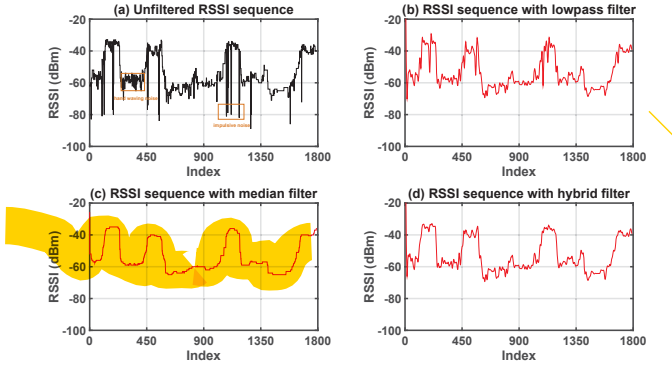 (a) Unfiltered RSSI sequence
-20
-40
-60
-80
-100
RSSI (dBm)
hand waving noise
impulsive noise
0 450 900 1350 1800
Index
(b) RSSI sequence with lowpass filter
-20
-40
-60
-80
-100
RSSI (dBm)
0 450 900 1350 1800
Index
(c) RSSI sequence with median filter
-20
-40
-60
-80
-100
RSSI (dBm)
0 450 900 1350 1800
Index
(d) RSSI sequence with hybrid filter
-20
-40
-60
-80
-100
RSSI (dBm)
0 450 900 1350 1800
Index